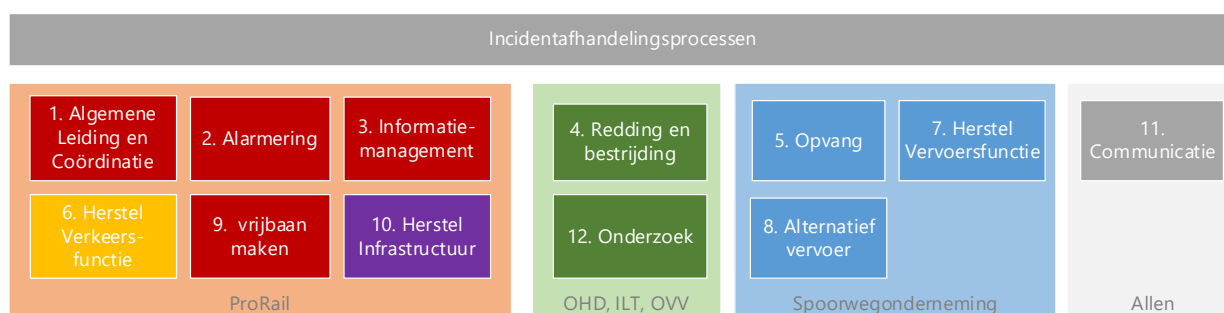 Incidentafhandelingsprocessen
1. Algemene
Leiding en
Coördinatie
2. Alarmering
3. Informatie-
management
6. Herstel
Verkeers-
functie
9. vrijbaan
maken
10. Herstel
Infrastructuur
ProRail
4. Redding en
bestrijding
12. Onderzoek
OHD, ILT, OVV
5. Opvang
7. Herstel
Vervoersfunctie
8. Alternatief
vervoer
Spoorwegonderneming
11.
Communicatie
Allen